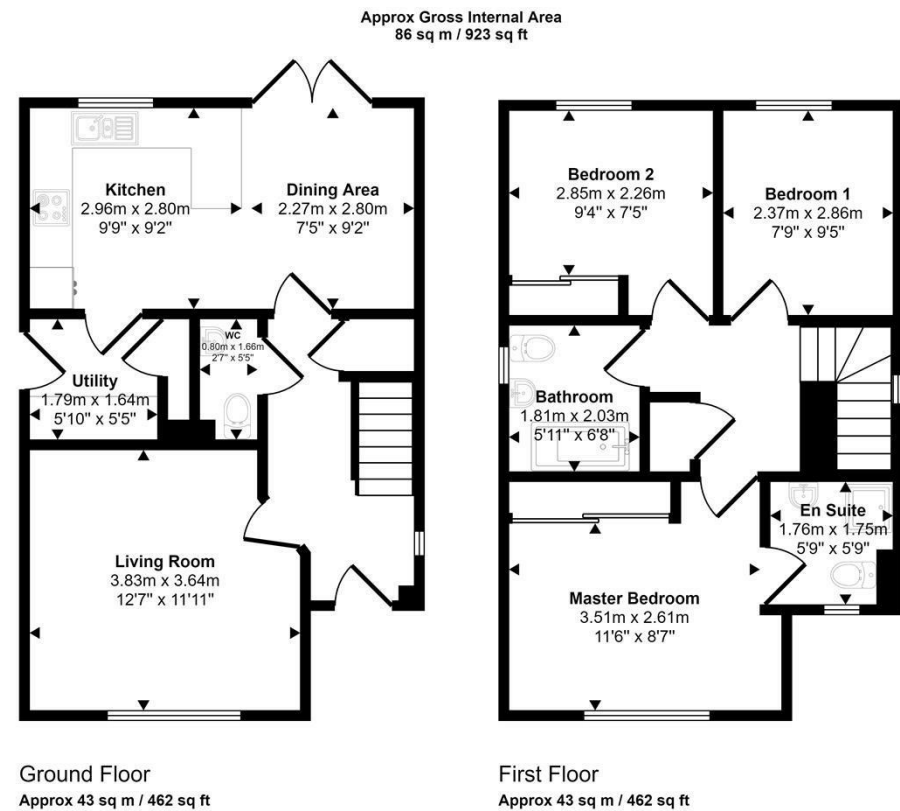 Approx Gross Internal Area
86 sq m / 923 sq ft
Kitchen
2.96m x 2.80m
9'9" x 9'2"
Dining Area
2.27m x 2.80m
7'5" x 9'2"
WC
0.80m x 1.66m
2'7" x 5'5"
Utility
1.79m x 1.64m
5'10" x 5'5"
Living Room
3.83m x 3.64m
12'7" x 11'11"
Ground Floor
Approx 43 sq m / 462 sq ft
Bedroom 2
2.85m x 2.26m
9'4" x 7'5"
Bedroom 1
2.37m x 2.86m
7'9" x 9'5"
Bathroom
1.81m x 2.03m
5'11" x 6'8"
En Suite
1.76m x 1.75m
5'9" x 5'9"
Master Bedroom
3.51m x 2.61m
11'6" x 8'7"
First Floor
Approx 43 sq m / 462 sq ft